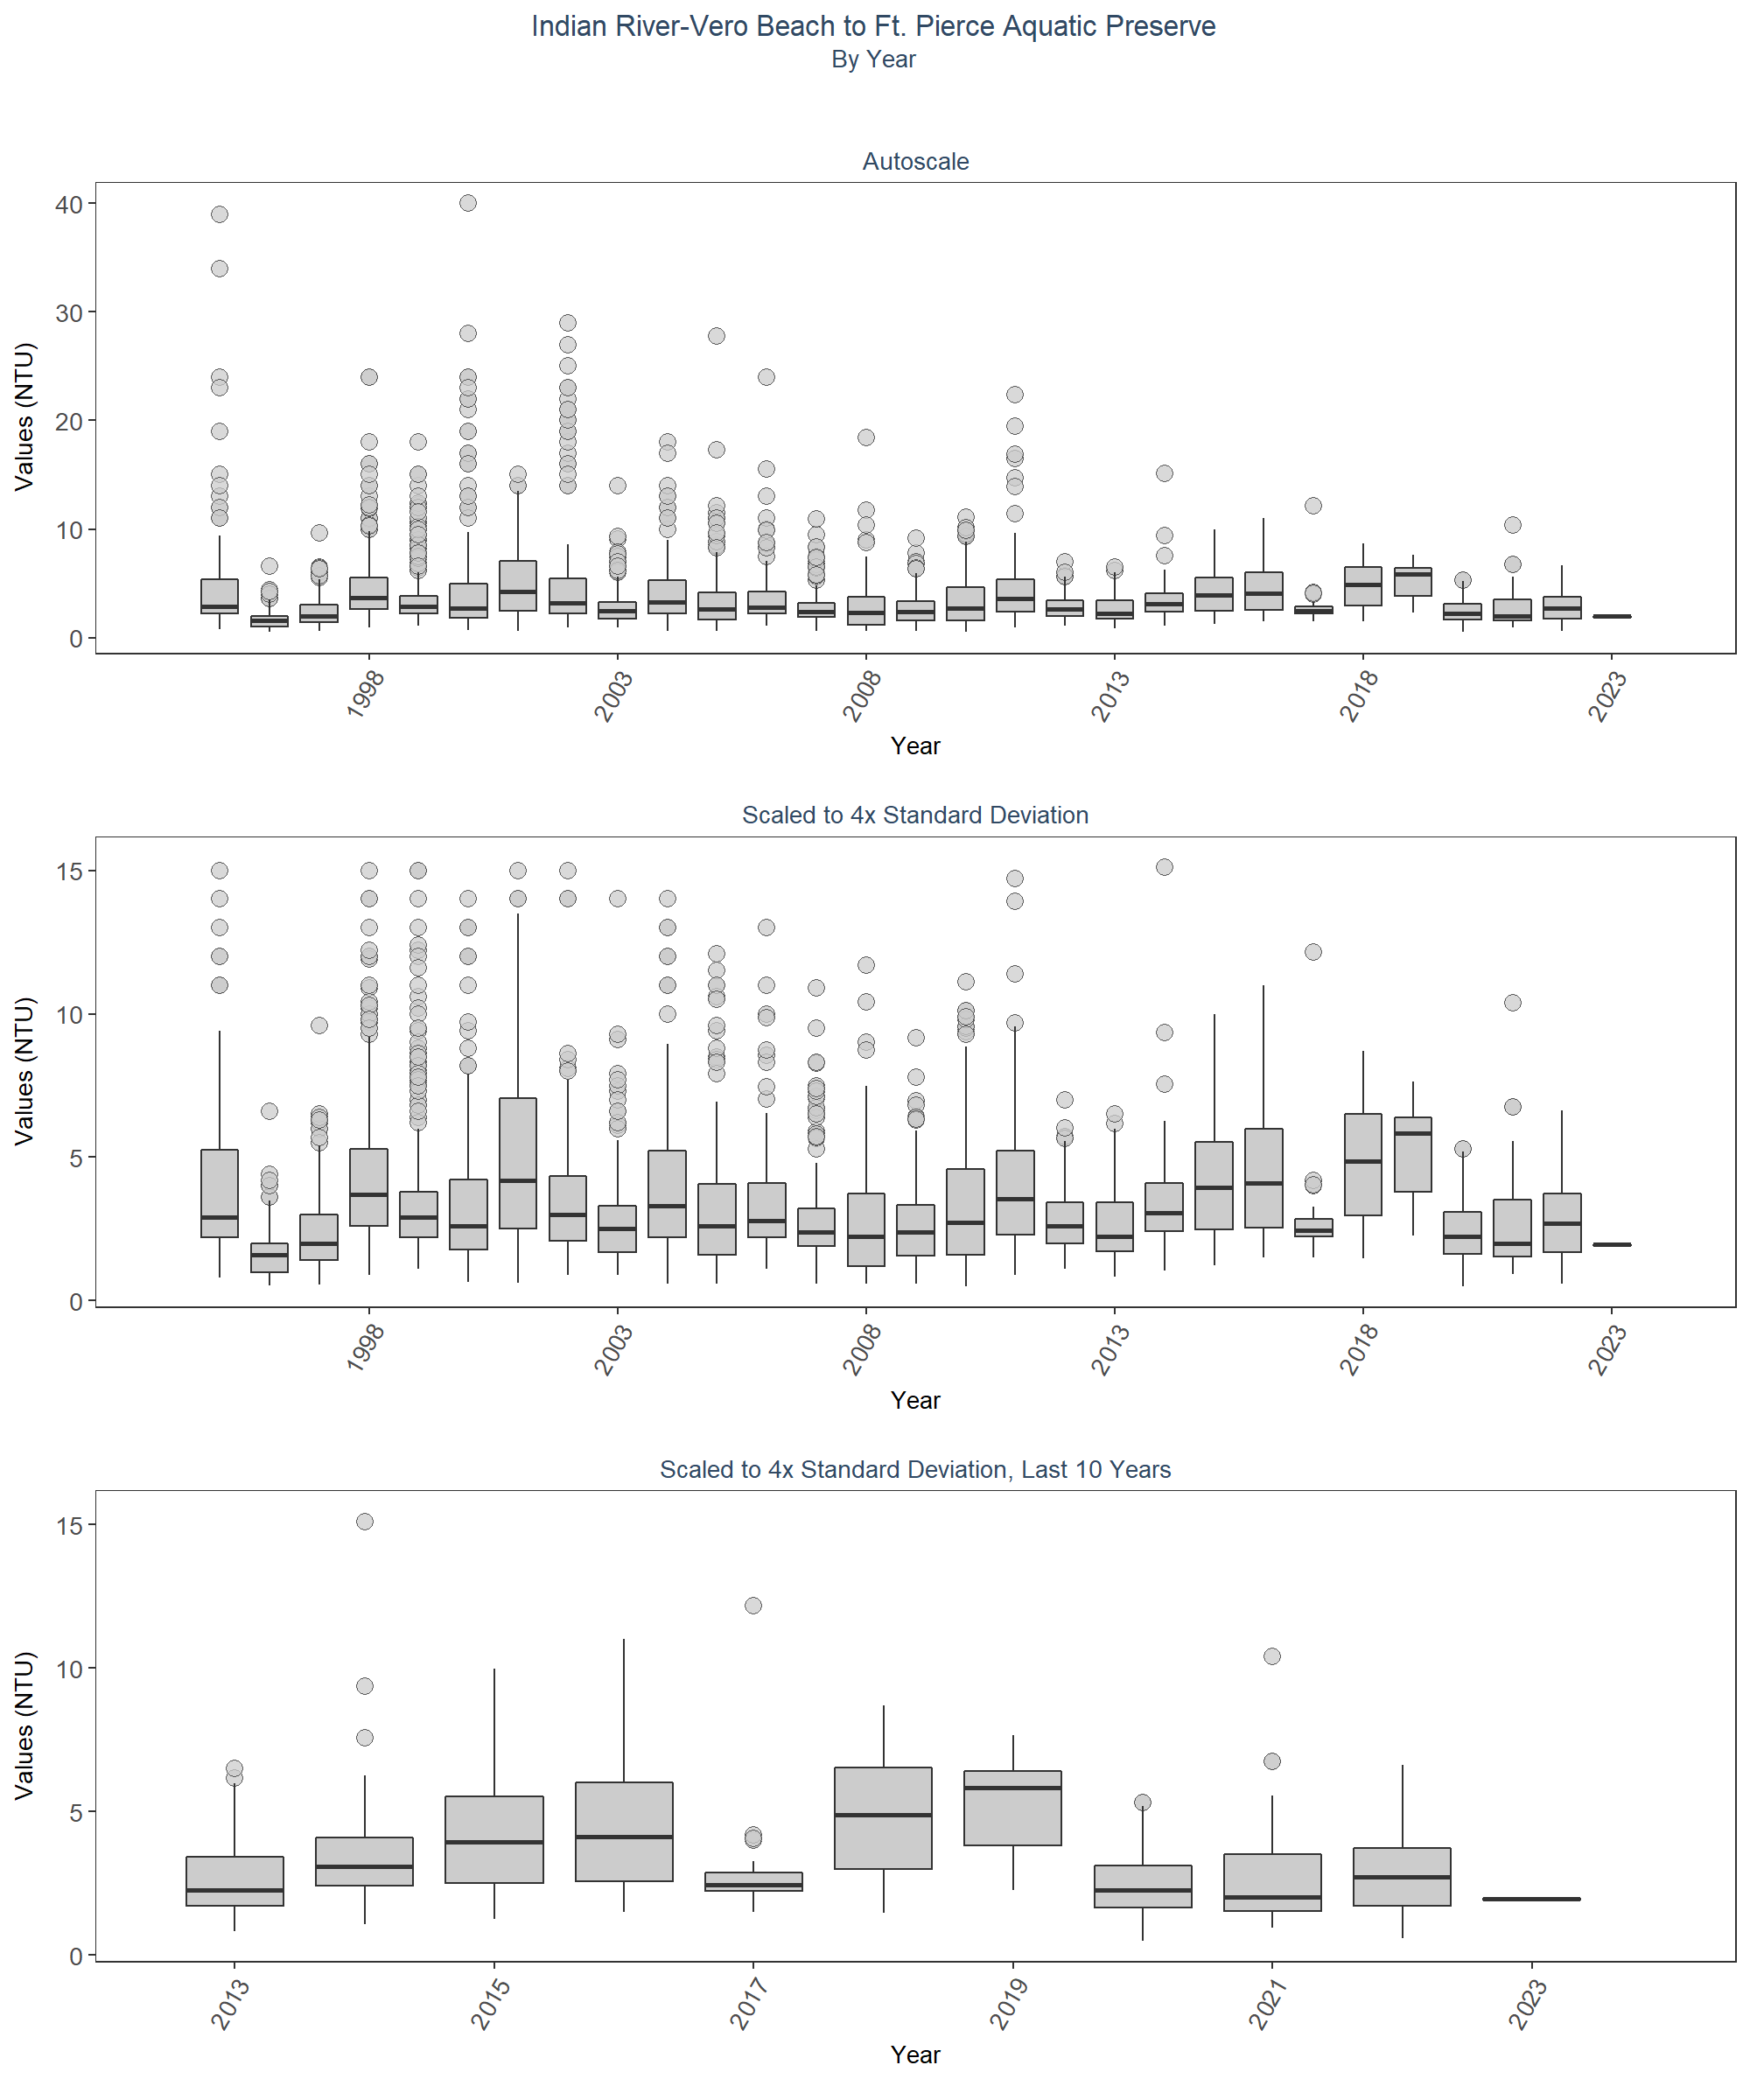 Indian River-Vero Beach to Ft. Pierce Aquatic Preserve
By Year
Autoscale
Values (NTU)
40
30
20
10
0
1998
2003
2008
2013
2018
2023
Year
Scaled to 4x Standard Deviation
Values (NTU)
15
10
5
0
1998
2003
2008
2013
2018
2023
Year
Scaled to 4x Standard Deviation, Last 10 Years
Values (NTU)
15
10
5
0
2013
2015
2017
2019
2021
2023
Year